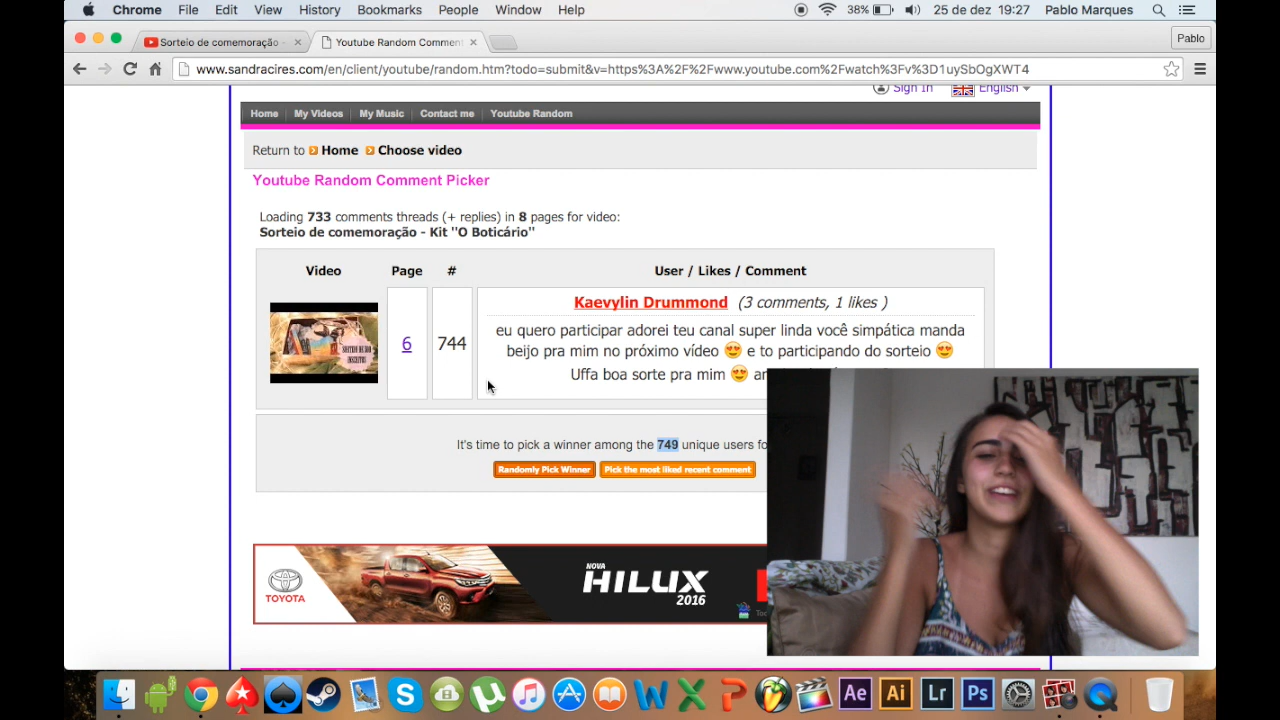 Chrome File Edit View History Bookmarks People Window Help 38% 25 de dez 19:27 Pablo Marques
Sorteio de comemoração - Youtube Random Comment Pablo
www.sandracires.com/en/client/youtube/random.htm?todo=submit&v=https%3A%2F%2Fwww.youtube.com%2Fwatch%3Fv%3D1uySbOgXWT4
Sign In English
Home My Videos My Music Contact me Youtube Random
Return to Home Choose video
Youtube Random Comment Picker
Loading 733 comments threads (+ replies) in 8 pages for video:
Sorteio de comemoração - Kit "O Boticário"
Video Page # User / Likes / Comment
Kaevylin Drummond (3 comments, 1 likes )
eu quero participar adorei teu canal super linda você simpática manda
6 744
beijo pra mim no próximo vídeo 😍 e to participando do sorteio 😍
Uffa boa sorte pra mim 😍
It's time to pick a winner among the 749 unique users
Randomly Pick Winner Pick the most liked recent comment
TOYOTA
NOVA
HILUX
2016
Ae Ai Lr Ps